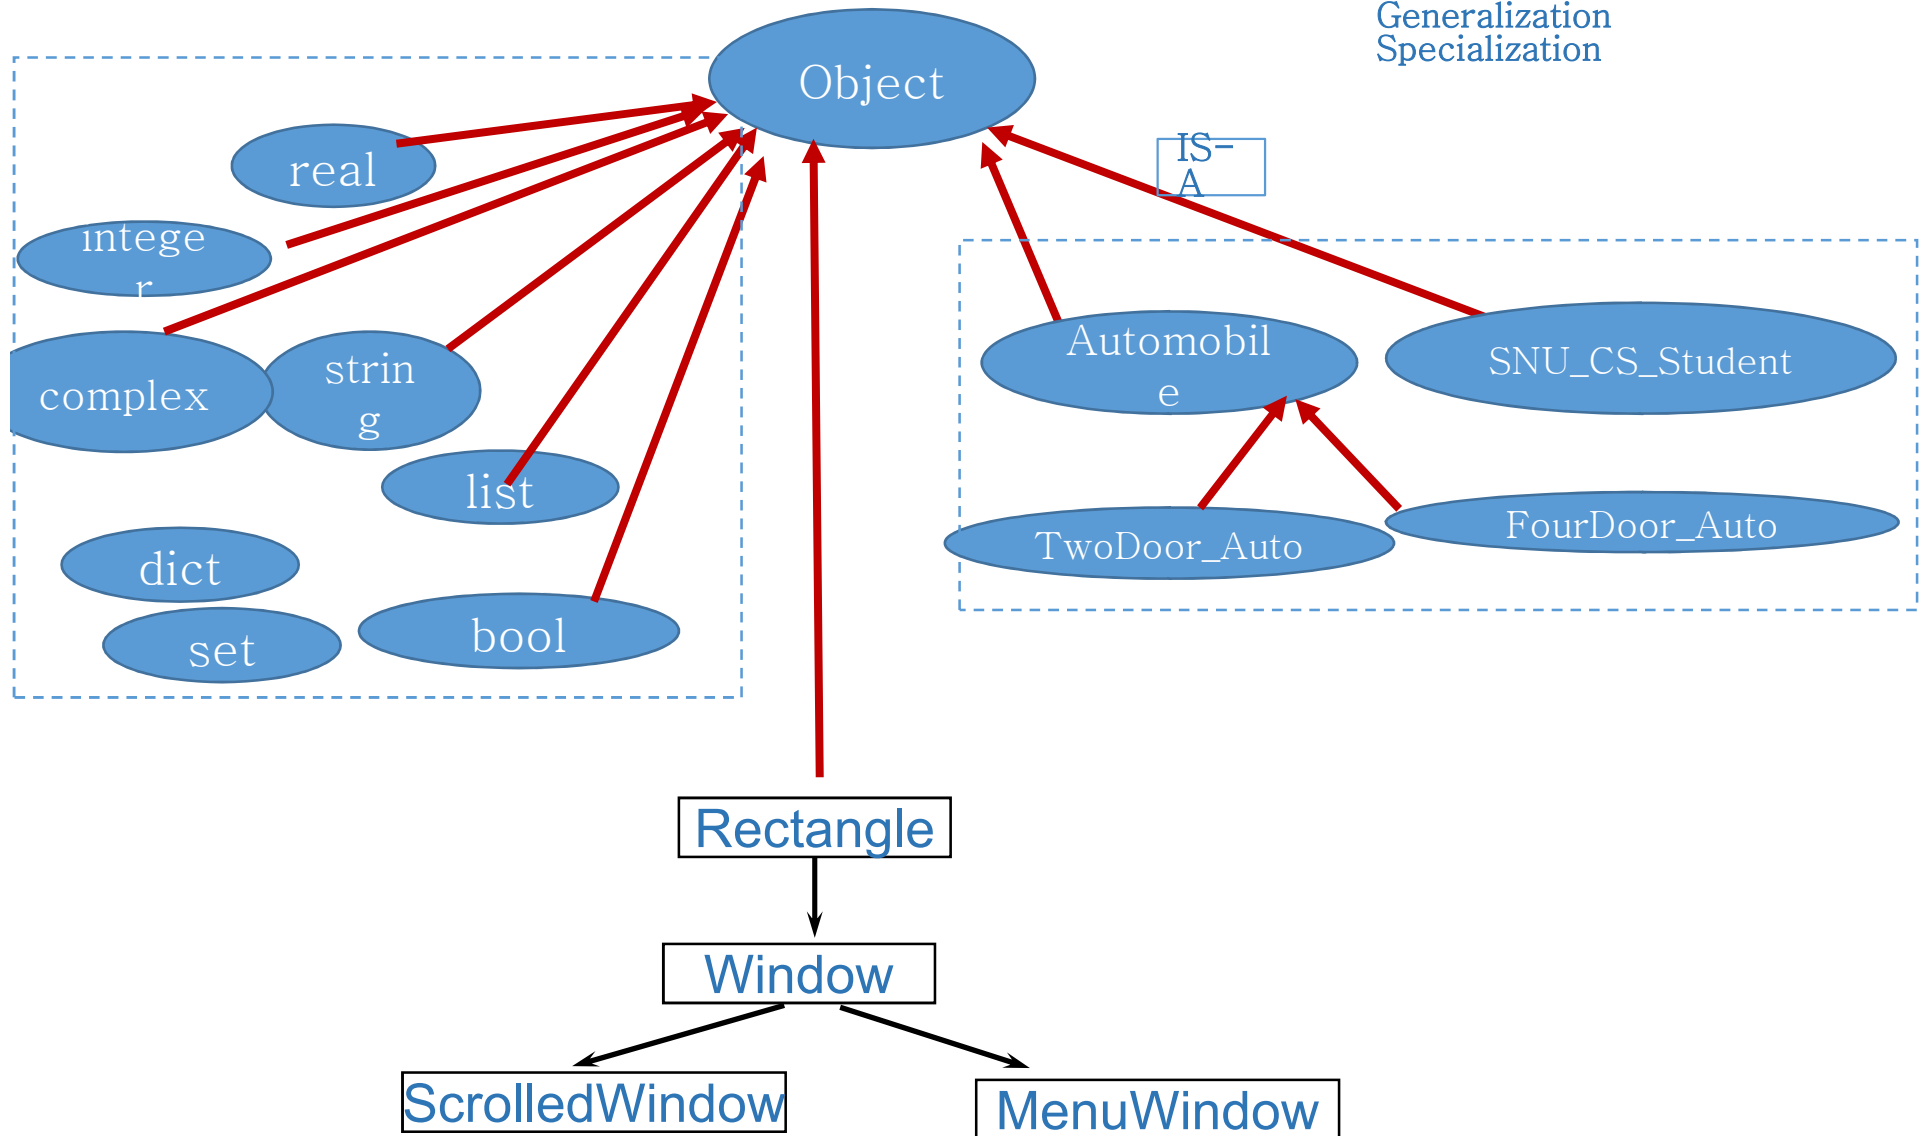 Generalization
Specialization
Object
IS-
A
real
intege
r
complex
strin
g
list
dict
set
bool
Automobil
e
SNU_CS_Student
TwoDoor_Auto
FourDoor_Auto
Rectangle
Window
ScrolledWindow
MenuWindow